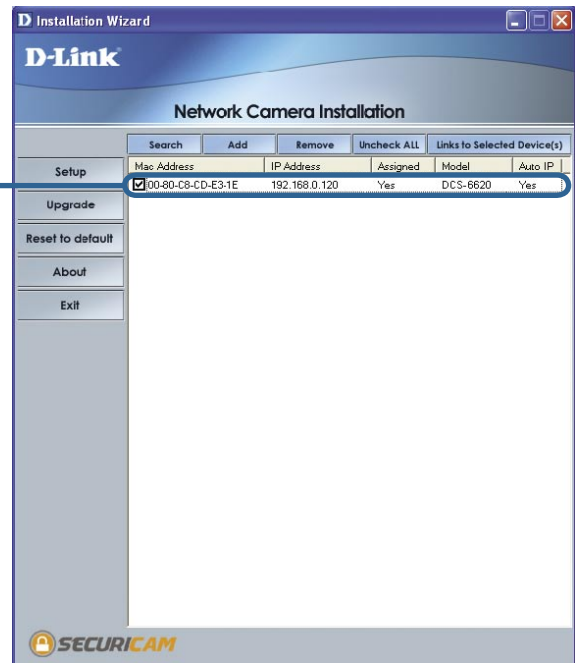 D Installation Wizard
D-Link
Network Camera Installation
Search Add Remove Uncheck ALL Links to Selected Device(s)
Mac Address IP Address Assigned Model Auto IP
00-80-C8-CD-E3-1E 192.168.0.120 Yes DCS-6620 Yes
Setup
Upgrade
Reset to default
About
Exit
SECURICAM